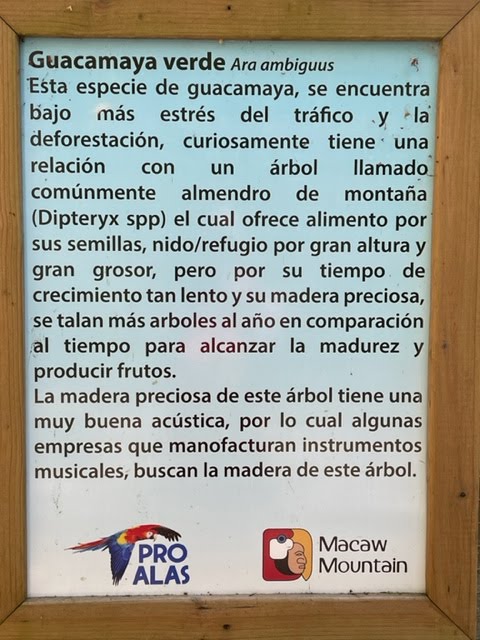 Guacamaya verde Ara ambiguus
Esta especie de guacamaya, se encuentra
bajo más estrés del tráfico y la
deforestación, curiosamente tiene una
relación con un árbol llamado
comúnmente almendro de montaña
(Dipteryx spp) el cual ofrece alimento por
sus semillas, nido/refugio por gran altura y
gran grosor, pero por su tiempo de
crecimiento tan lento y su madera preciosa,
se talan más arboles al año en comparación
al tiempo para alcanzar la madurez y
producir frutos.
La madera preciosa de este árbol tiene una
muy buena acústica, por lo cual algunas
empresas que manofacturan instrumentos
musicales, buscan la madera de este árbol.
PRO
ALAS
Macaw
Mountain